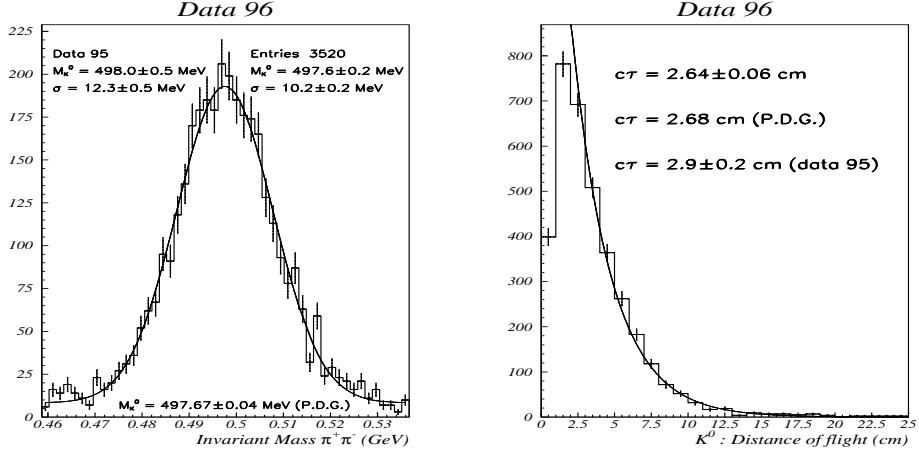 Data 96
225
200
175
150
125
100
75
50
25
0
Data 95
M_K⁰ = 498.0±0.5 MeV
σ = 12.3±0.5 MeV
Entries 3520
M_K⁰ = 497.6±0.2 MeV
σ = 10.2±0.2 MeV
M_K⁰ = 497.67±0.04 MeV (P.D.G.)
0.46 0.47 0.48 0.49 0.5 0.51 0.52 0.53
Invariant Mass π⁺π⁻ (GeV)
Data 96
800
700
600
500
400
300
200
100
0
cτ = 2.64±0.06 cm
cτ = 2.68 cm (P.D.G.)
cτ = 2.9±0.2 cm (data 95)
0 2.5 5 7.5 10 12.5 15 17.5 20 22.5 25
K⁰ : Distance of flight (cm)